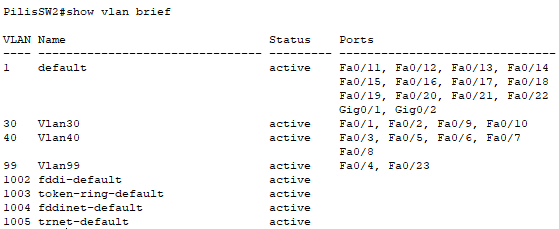 PilisSW2#show vlan brief
VLAN Name                             Status    Ports
---- -------------------------------- --------- -------------------------------
1    default                          active    Fa0/11, Fa0/12, Fa0/13, Fa0/14
                                                Fa0/15, Fa0/16, Fa0/17, Fa0/18
                                                Fa0/19, Fa0/20, Fa0/21, Fa0/22
                                                Gig0/1, Gig0/2
30   Vlan30                           active    Fa0/1, Fa0/2, Fa0/9, Fa0/10
40   Vlan40                           active    Fa0/3, Fa0/5, Fa0/6, Fa0/7
                                                Fa0/8
99   Vlan99                           active    Fa0/4, Fa0/23
1002 fddi-default                     active
1003 token-ring-default               active
1004 fddinet-default                  active
1005 trnet-default                    active